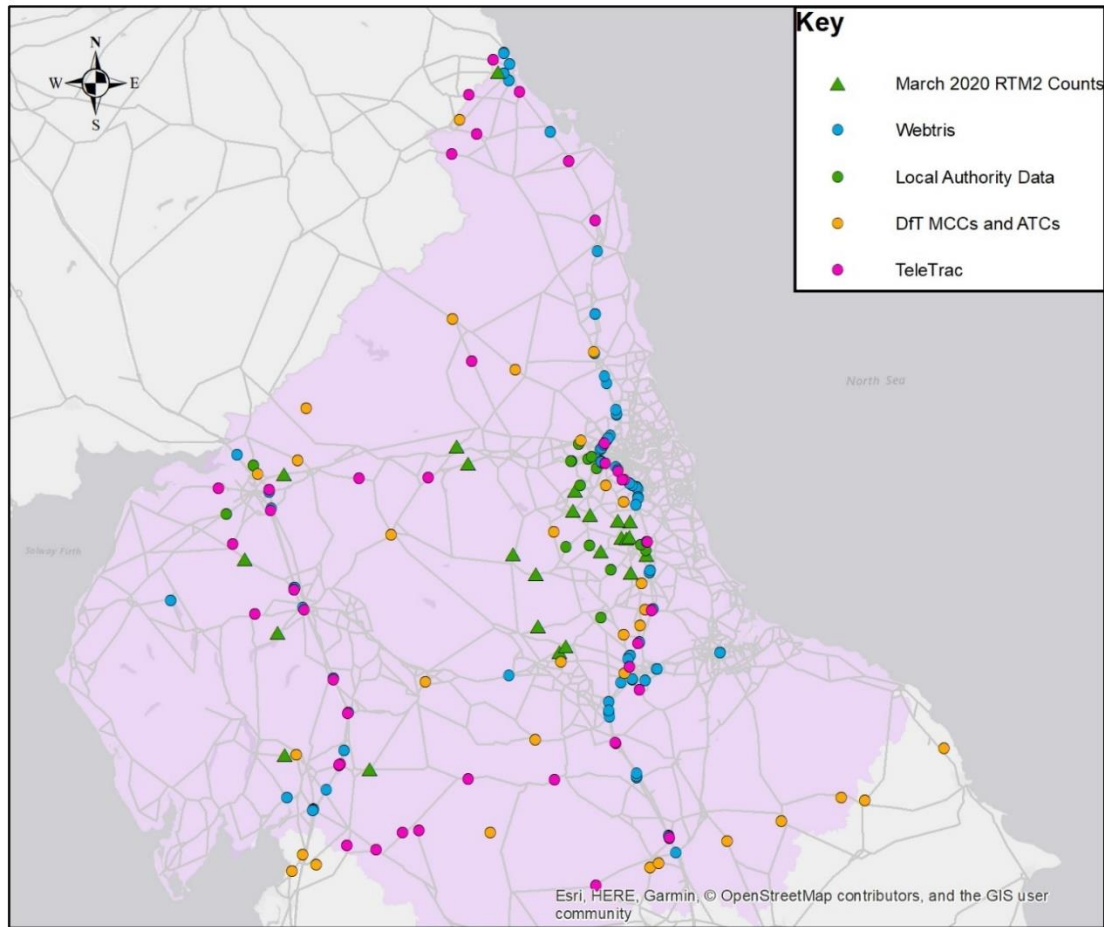 Key
N
W E
S
March 2020 RTM2 Counts
Webtris
Local Authority Data
DfT MCCs and ATCs
TeleTrac
North Sea
Solway Firth
Esri, HERE, Garmin, © OpenStreetMap contributors, and the GIS user
community